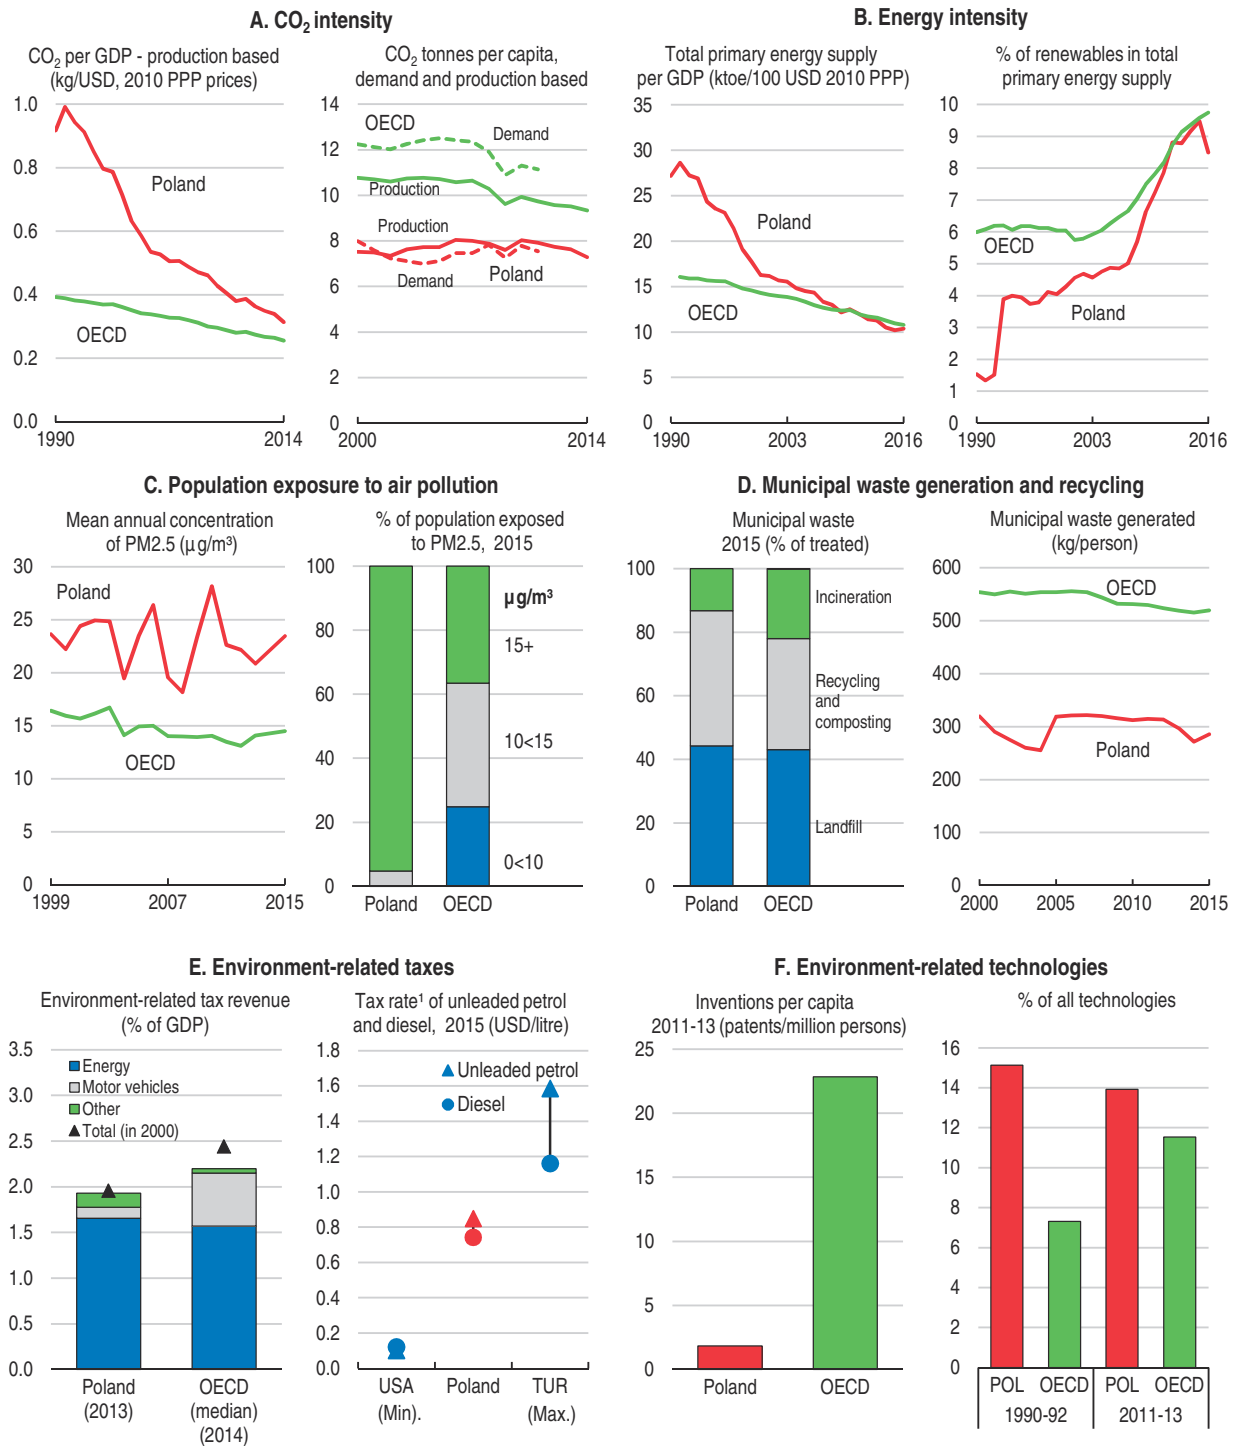 A. CO2 intensity
CO2 per GDP - production based
(kg/USD, 2010 PPP prices)
1.0
0.8
0.6
0.4
0.2
0.0
Poland
OECD
1990
2014
CO2 tonnes per capita,
demand and production based
14
12
10
8
6
4
2
0
OECD
Demand
Production
Production
Demand
Poland
2000
2014
B. Energy intensity
Total primary energy supply
per GDP (ktoe/100 USD 2010 PPP)
35
30
25
20
15
10
5
0
Poland
OECD
1990
2003
2016
% of renewables in total
primary energy supply
10
9
8
7
6
5
4
3
2
1
0
OECD
Poland
1990
2003
2016
C. Population exposure to air pollution
Mean annual concentration
of PM2.5 (µg/m³)
30
25
20
15
10
5
0
Poland
OECD
1999
2007
2015
% of population exposed
to PM2.5, 2015
100
80
60
40
20
0
µg/m³
15+
10<15
0<10
Poland
OECD
D. Municipal waste generation and recycling
Municipal waste
2015 (% of treated)
100
80
60
40
20
0
Incineration
Recycling
and
composting
Landfill
Poland
OECD
Municipal waste generated
(kg/person)
600
500
400
300
200
100
0
OECD
Poland
2000
2005
2010
2015
E. Environment-related taxes
Environment-related tax revenue
(% of GDP)
3.5
3.0
2.5
2.0
1.5
1.0
0.5
0.0
Energy
Motor vehicles
Other
Total (in 2000)
Poland
(2013)
OECD
(median)
(2014)
Tax rate¹ of unleaded petrol
and diesel, 2015 (USD/litre)
1.8
1.6
1.4
1.2
1.0
0.8
0.6
0.4
0.2
0.0
Unleaded petrol
Diesel
USA
(Min).
Poland
TUR
(Max.)
F. Environment-related technologies
Inventions per capita
2011-13 (patents/million persons)
25
20
15
10
5
0
Poland
OECD
% of all technologies
16
14
12
10
8
6
4
2
0
POL
OECD
POL
OECD
1990-92
2011-13